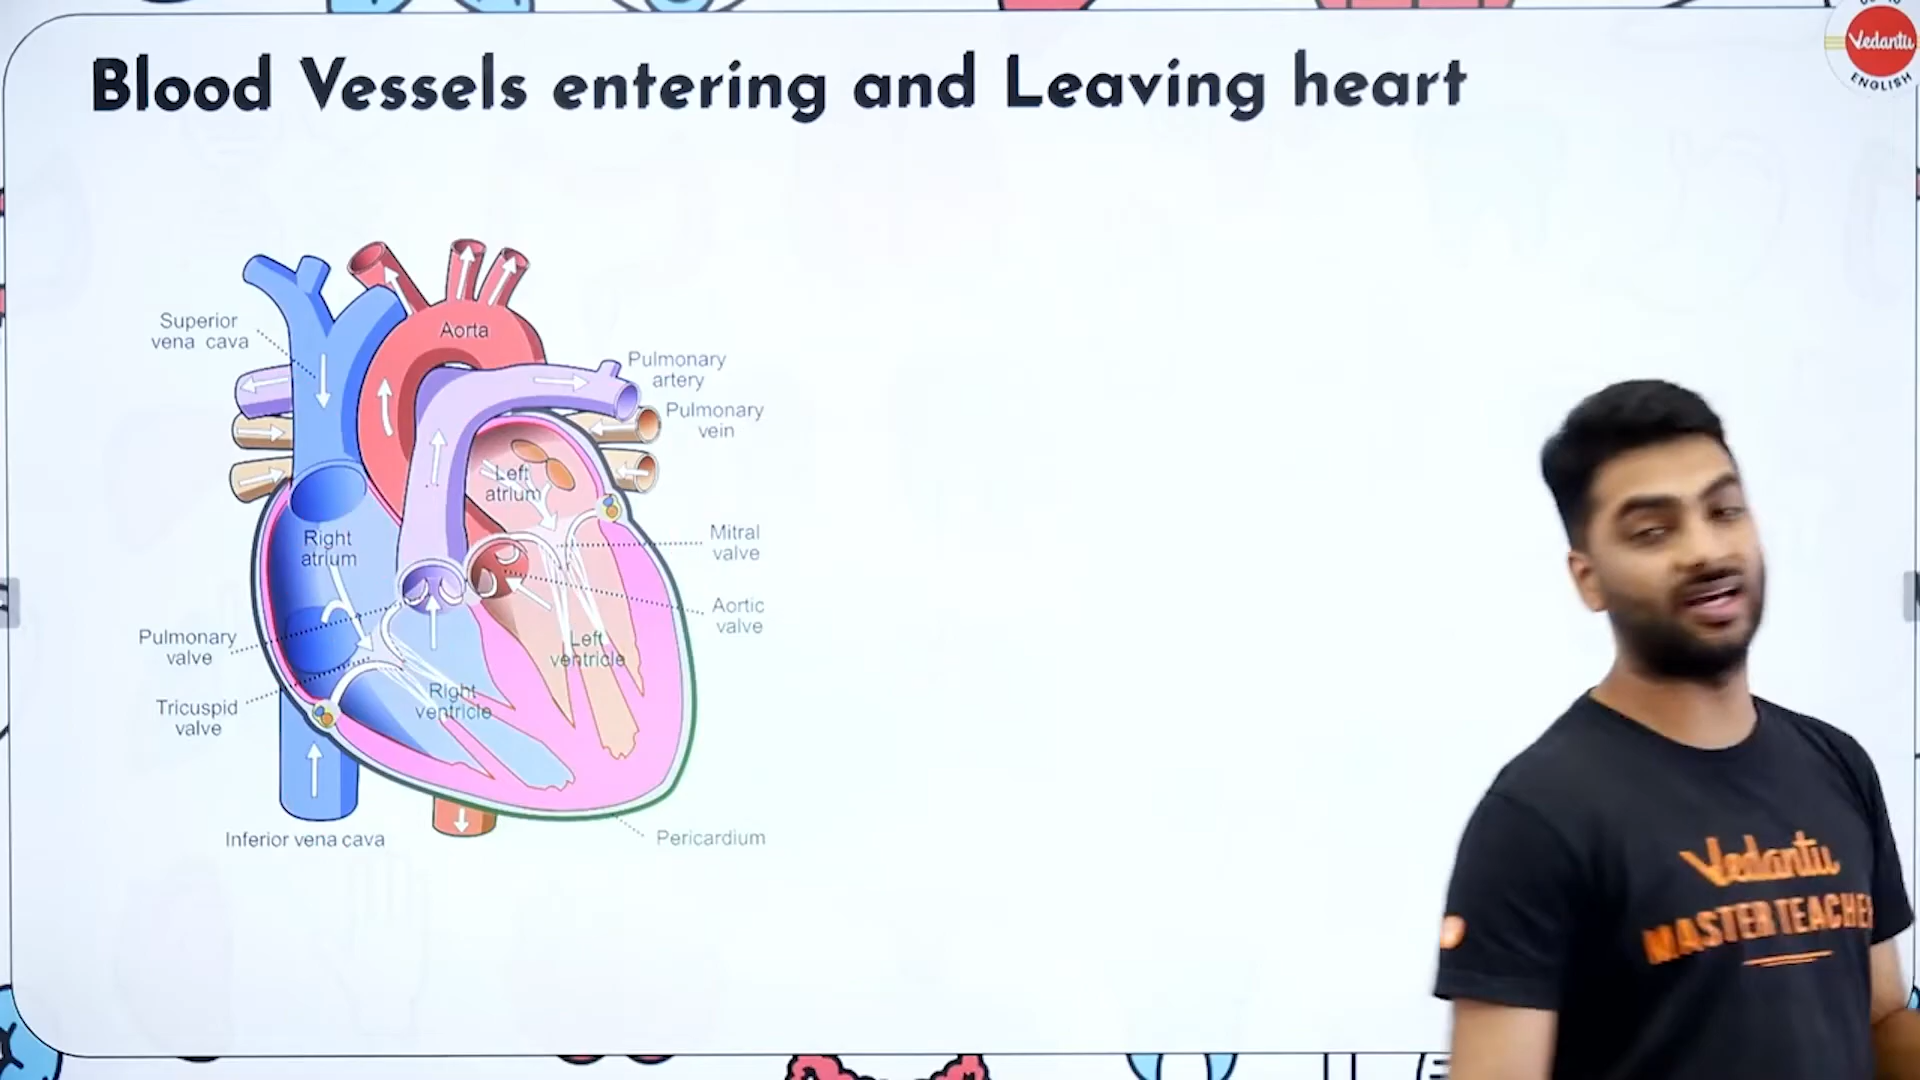 Blood Vessels entering and Leaving heart
Vedantu
ENGLISH
Superior
vena cava
Aorta
Pulmonary
artery
Pulmonary
vein
Left
atrium
Right
atrium
Mitral
valve
Aortic
valve
Pulmonary
valve
Left
ventricle
Tricuspid
valve
Right
ventricle
Inferior vena cava
Pericardium
Vedantu
MASTER TEACHER